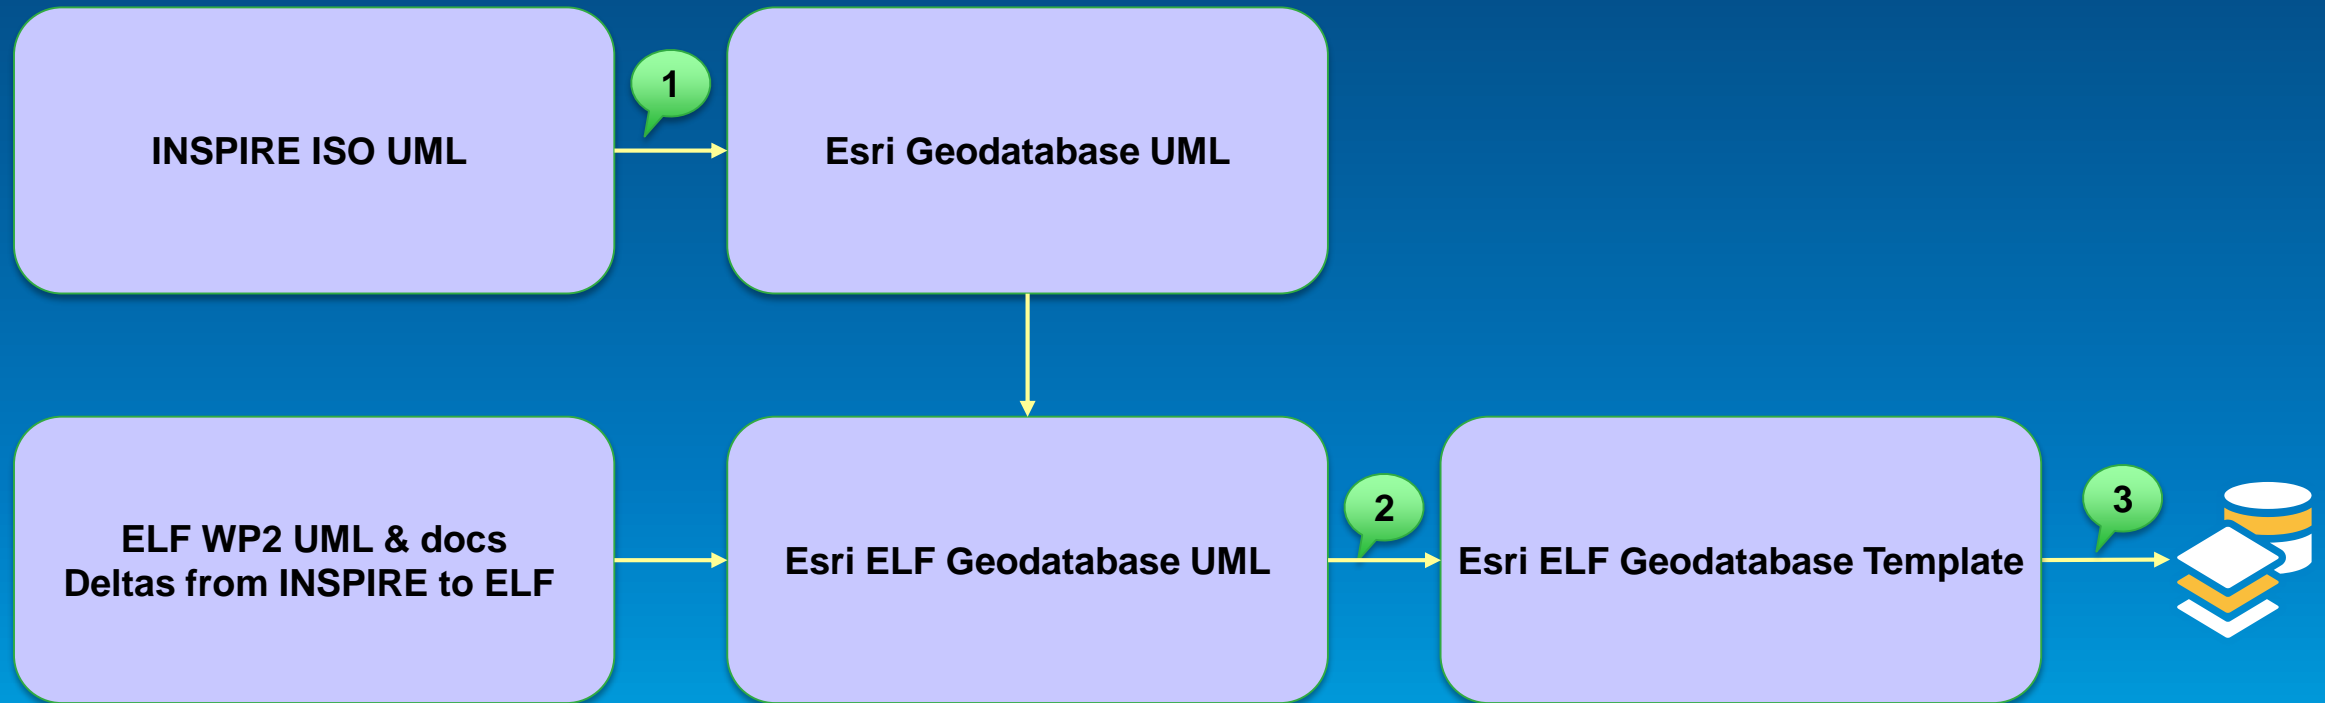 INSPIRE ISO UML
1
Esri Geodatabase UML
ELF WP2 UML & docs
Deltas from INSPIRE to ELF
Esri ELF Geodatabase UML
2
Esri ELF Geodatabase Template
3